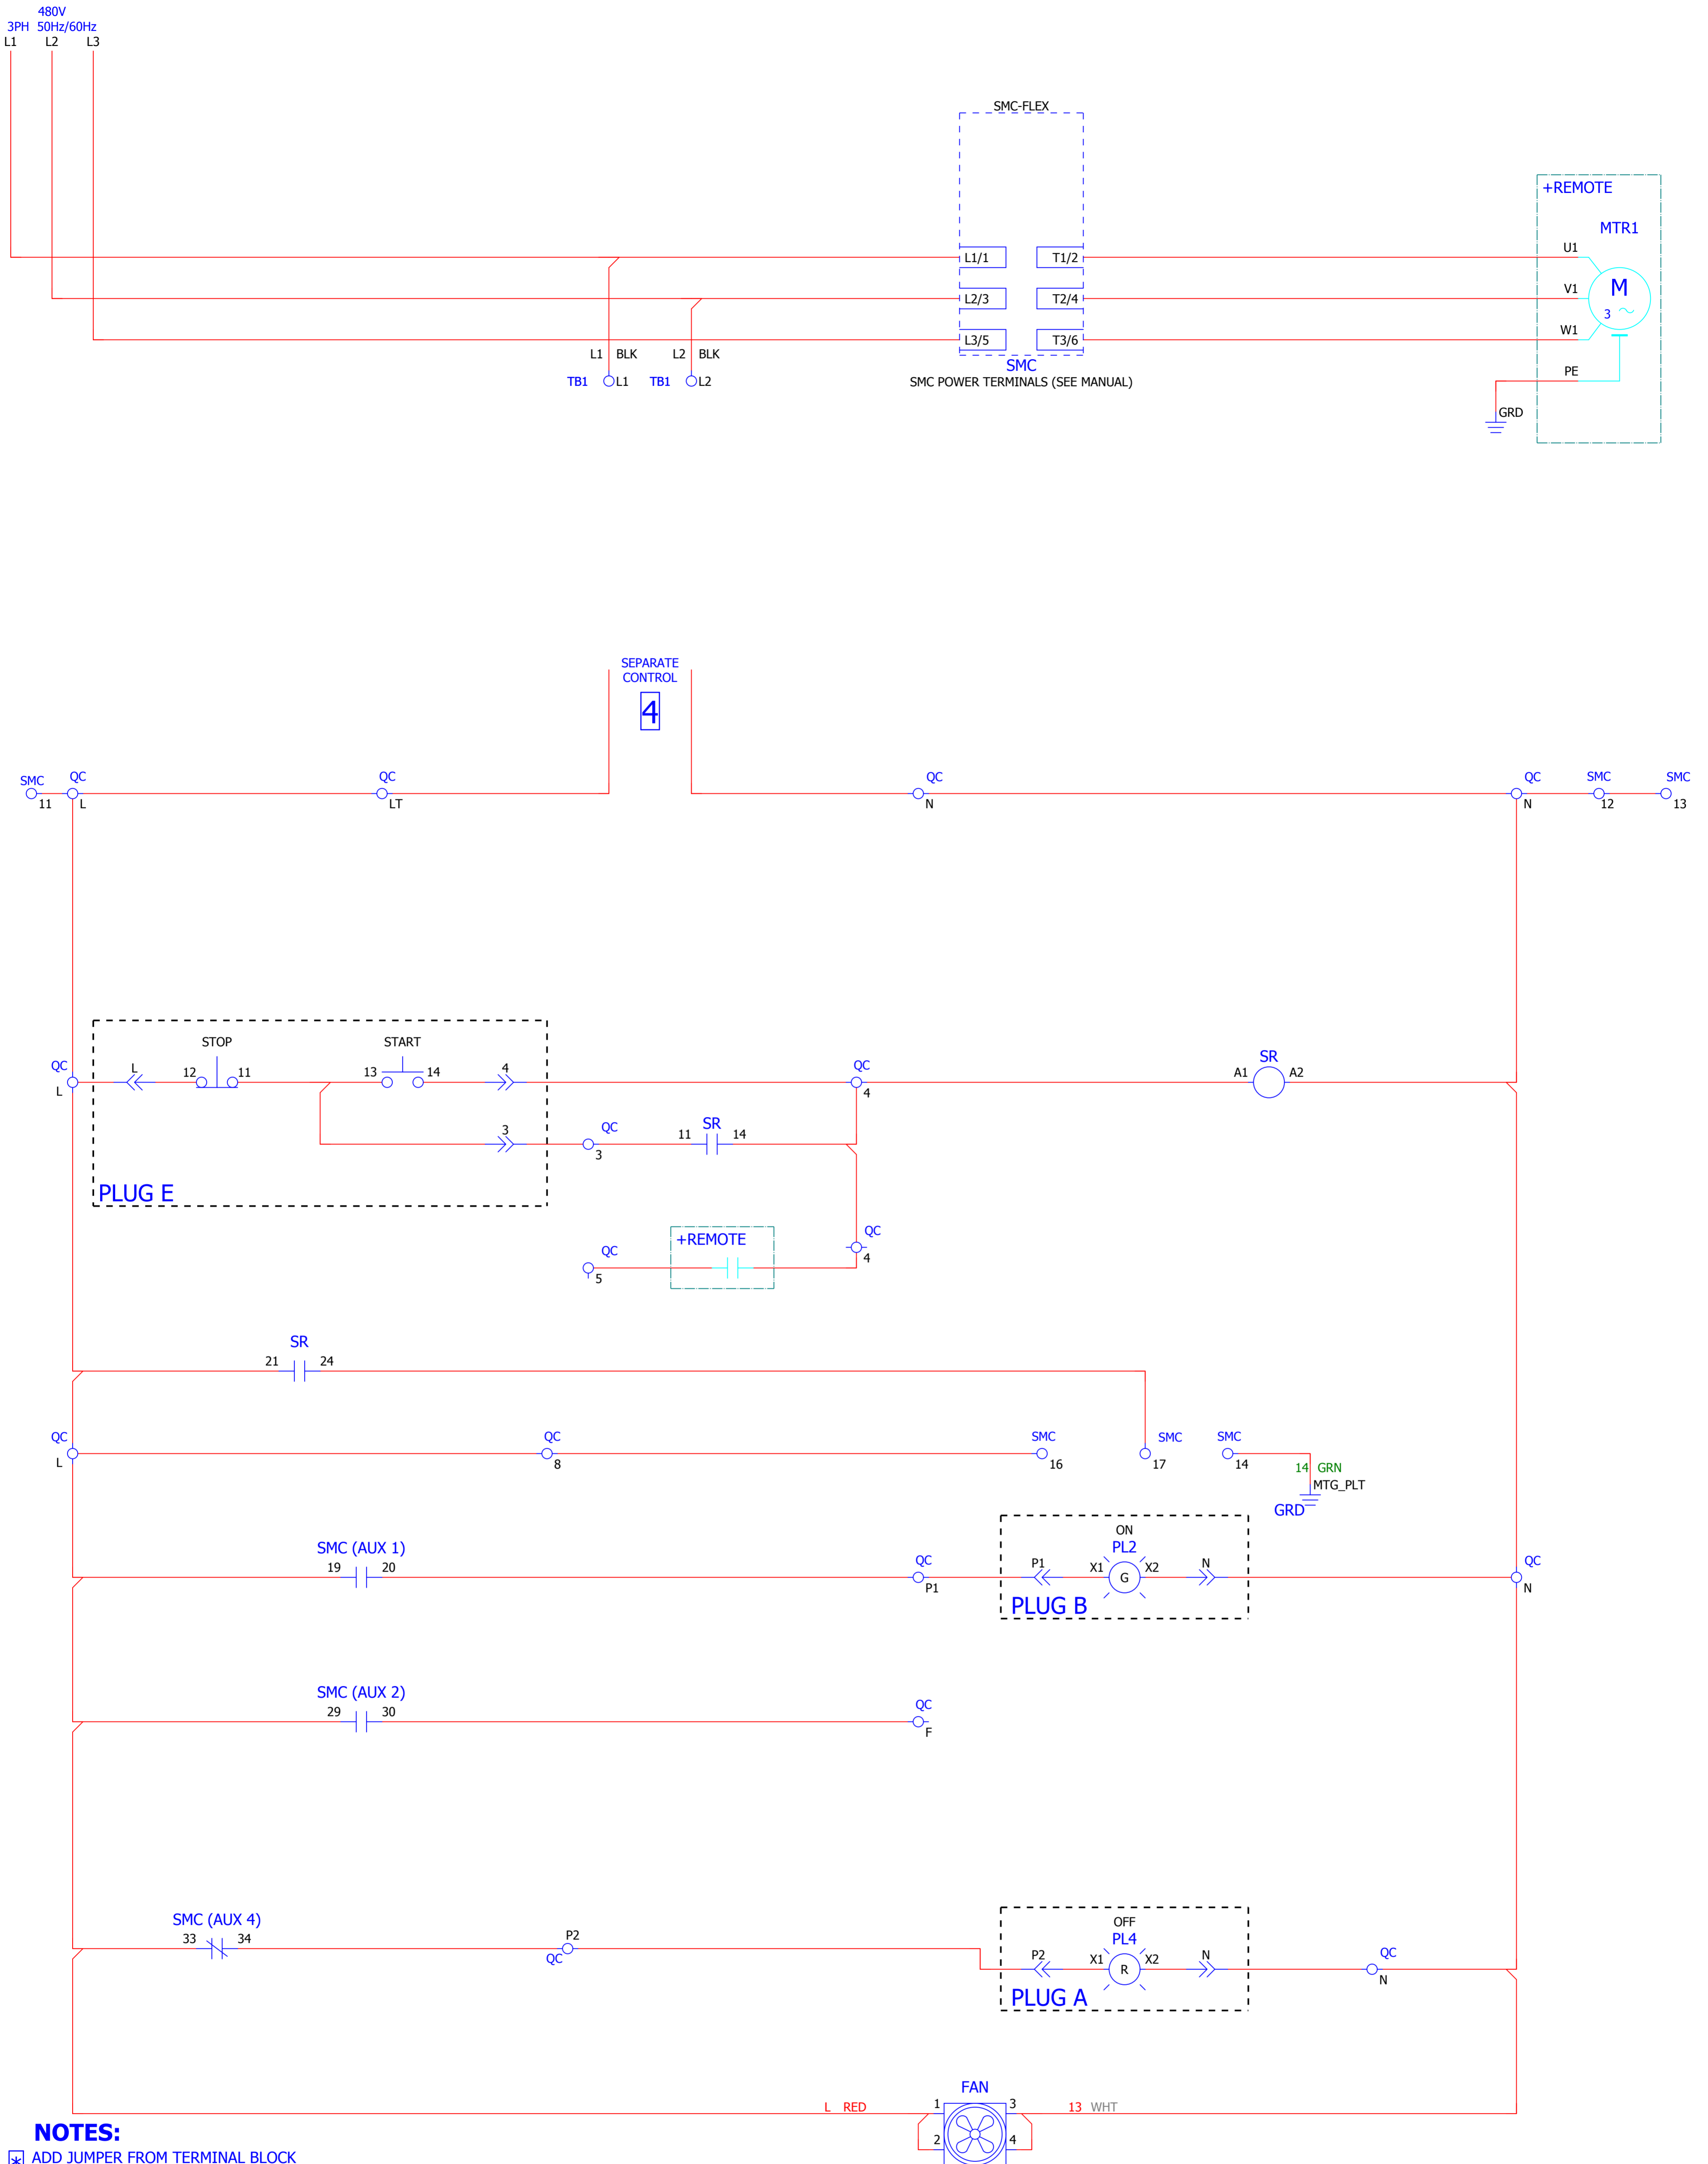 480V
3PH 50Hz/60Hz
L1 L2 L3
SMC-FLEX
+REMOTE
MTR1
L1/1 T1/2 U1
L2/3 T2/4 V1 M
3
L3/5 T3/6 W1
L1 BLK L2 BLK
SMC
SMC POWER TERMINALS (SEE MANUAL)
TB1 L1 TB1 L2
PE
GRD
SEPARATE
CONTROL
4
SMC QC QC QC QC SMC SMC
11 L LT N N 12 13
STOP START
QC L 12 11 13 14 4 QC SR
L 4 A1 A2
3 QC 11 SR 14
3
PLUG E
QC +REMOTE QC
5 4
SR
21 24
QC QC SMC SMC SMC
L 8 16 17 14
14 GRN
MTG_PLT
GRD
SMC (AUX 1)
19 20
QC
P1
ON
PL2
P1 X1 G X2 N
PLUG B
QC
N
SMC (AUX 2)
29 30
QC
F
SMC (AUX 4)
33 34
P2
QC
OFF
PL4
P2 X1 R X2 N
PLUG A
QC
N
FAN
L RED 1 3 13 WHT
2 4
NOTES:
* ADD JUMPER FROM TERMINAL BLOCK